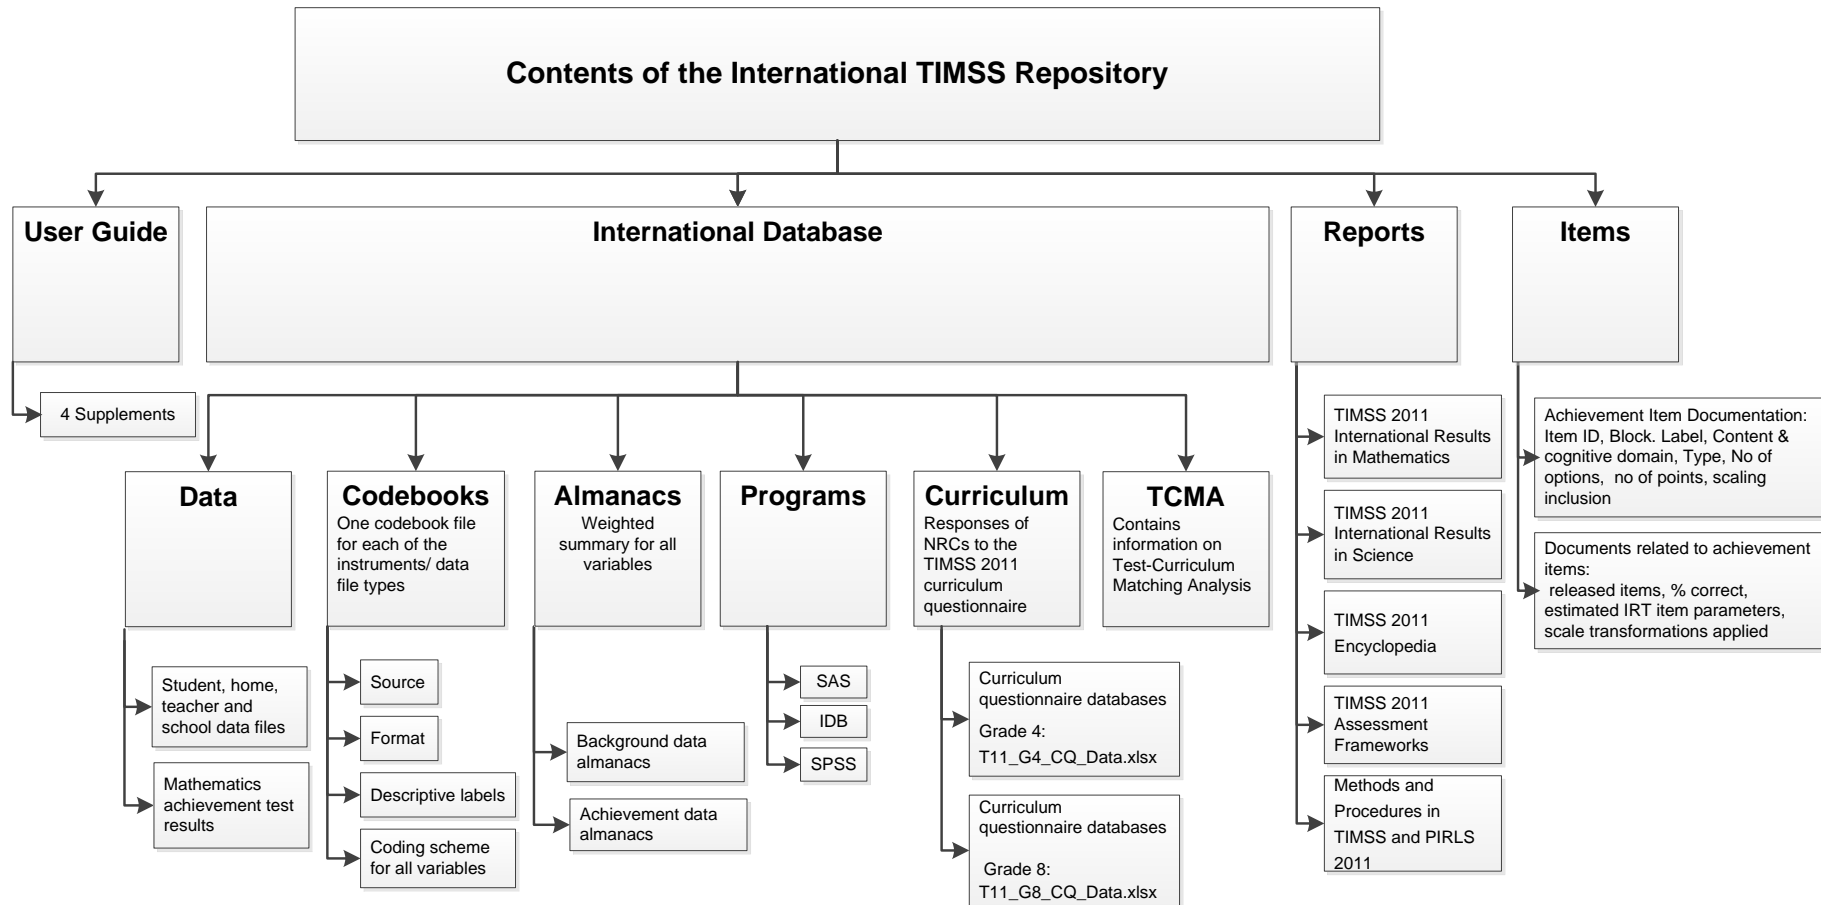 Contents of the International TIMSS Repository
User Guide
International Database
Reports
Items
4 Supplements
Data
Student, home,
teacher and
school data files
Mathematics
achievement test
results
Codebooks
One codebook file
for each of the
instruments/ data
file types
Source
Format
Descriptive labels
Coding scheme
for all variables
Almanacs
Weighted
summary for all
variables
Background data
almanacs
Achievement data
almanacs
Programs
SAS
IDB
SPSS
Curriculum
Responses of
NRCs to the
TIMSS 2011
curriculum
questionnaire
Curriculum
questionnaire databases
Grade 4:
T11_G4_CQ_Data.xlsx
Curriculum
questionnaire databases
Grade 8:
T11_G8_CQ_Data.xlsx
TCMA
Contains
information on
Test-Curriculum
Matching Analysis
TIMSS 2011
International Results
in Mathematics
TIMSS 2011
International Results
in Science
TIMSS 2011
Encyclopedia
TIMSS 2011
Assessment
Frameworks
Methods and
Procedures in
TIMSS and PIRLS
2011
Achievement Item Documentation:
Item ID, Block. Label, Content &
cognitive domain, Type, No of
options, no of points, scaling
inclusion
Documents related to achievement
items:
released items, % correct,
estimated IRT item parameters,
scale transformations applied